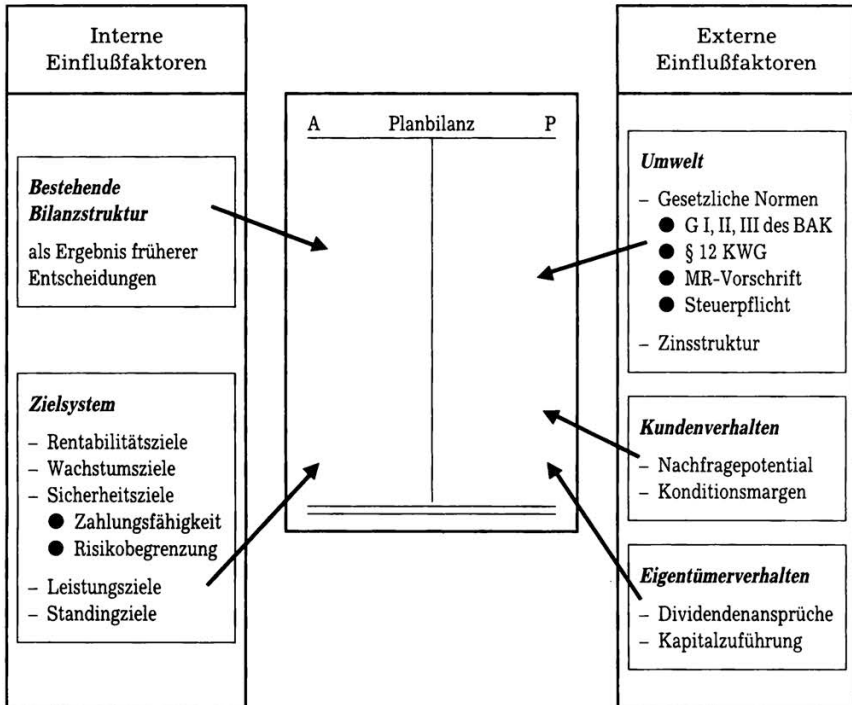 Interne
Einflußfaktoren
Bestehende
Bilanzstruktur
als Ergebnis früherer
Entscheidungen
Zielsystem
– Rentabilitätsziele
– Wachstumsziele
– Sicherheitsziele
● Zahlungsfähigkeit
● Risikobegrenzung
– Leistungsziele
– Standingziele
A Planbilanz P
Externe
Einflußfaktoren
Umwelt
– Gesetzliche Normen
● G I, II, III des BAK
● § 12 KWG
● MR-Vorschrift
● Steuerpflicht
– Zinsstruktur
Kundenverhalten
– Nachfragepotential
– Konditionsmargen
Eigentümerverhalten
– Dividendenansprüche
– Kapitalzuführung